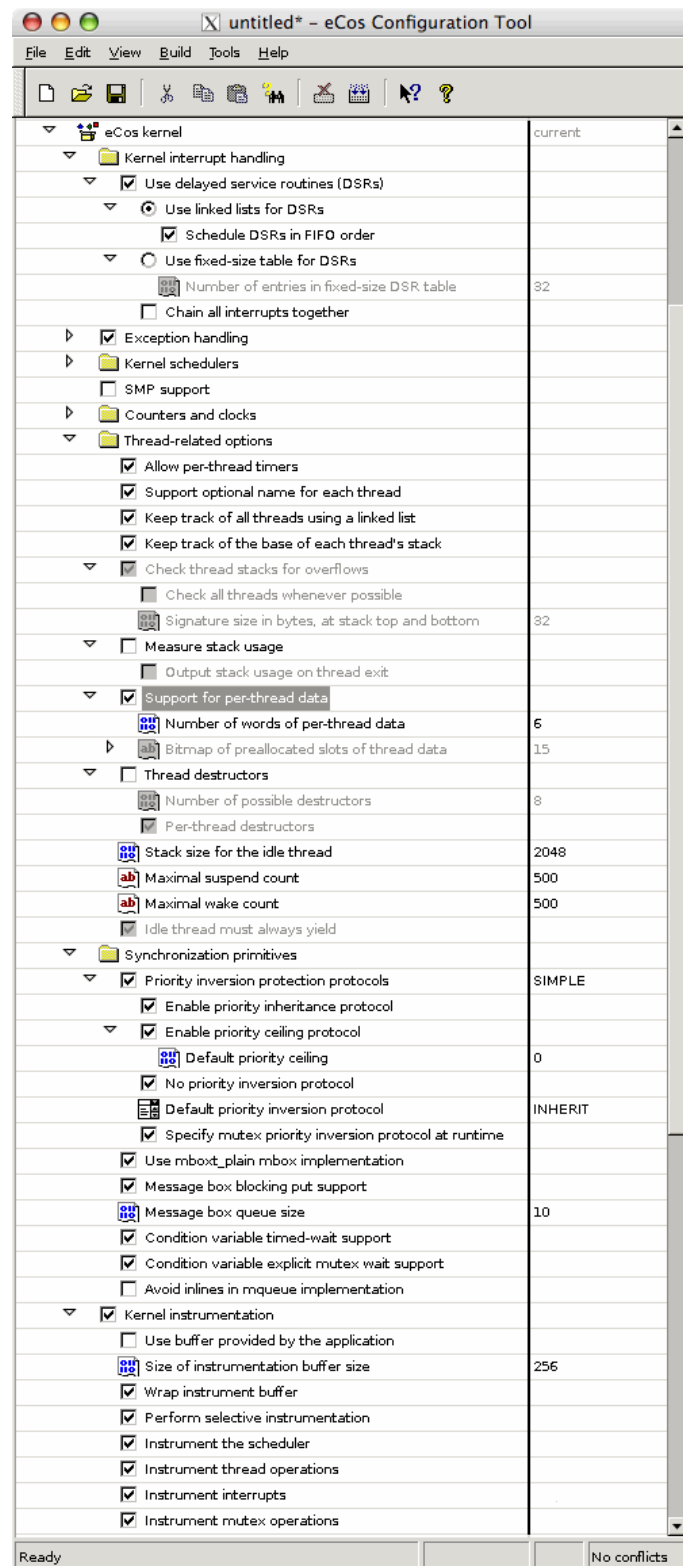 untitled* – eCos Configuration Tool
File Edit View Build Tools Help
eCos kernel current
Kernel interrupt handling
Use delayed service routines (DSRs)
Use linked lists for DSRs
Schedule DSRs in FIFO order
Use fixed-size table for DSRs
Number of entries in fixed-size DSR table 32
Chain all interrupts together
Exception handling
Kernel schedulers
SMP support
Counters and clocks
Thread-related options
Allow per-thread timers
Support optional name for each thread
Keep track of all threads using a linked list
Keep track of the base of each thread's stack
Check thread stacks for overflows
Check all threads whenever possible
Signature size in bytes, at stack top and bottom 32
Measure stack usage
Output stack usage on thread exit
Support for per-thread data
Number of words of per-thread data 6
Bitmap of preallocated slots of thread data 15
Thread destructors
Number of possible destructors 8
Per-thread destructors
Stack size for the idle thread 2048
Maximal suspend count 500
Maximal wake count 500
Idle thread must always yield
Synchronization primitives
Priority inversion protection protocols SIMPLE
Enable priority inheritance protocol
Enable priority ceiling protocol
Default priority ceiling 0
No priority inversion protocol
Default priority inversion protocol INHERIT
Specify mutex priority inversion protocol at runtime
Use mboxt_plain mbox implementation
Message box blocking put support
Message box queue size 10
Condition variable timed-wait support
Condition variable explicit mutex wait support
Avoid inlines in mqueue implementation
Kernel instrumentation
Use buffer provided by the application
Size of instrumentation buffer size 256
Wrap instrument buffer
Perform selective instrumentation
Instrument the scheduler
Instrument thread operations
Instrument interrupts
Instrument mutex operations
Ready No conflicts